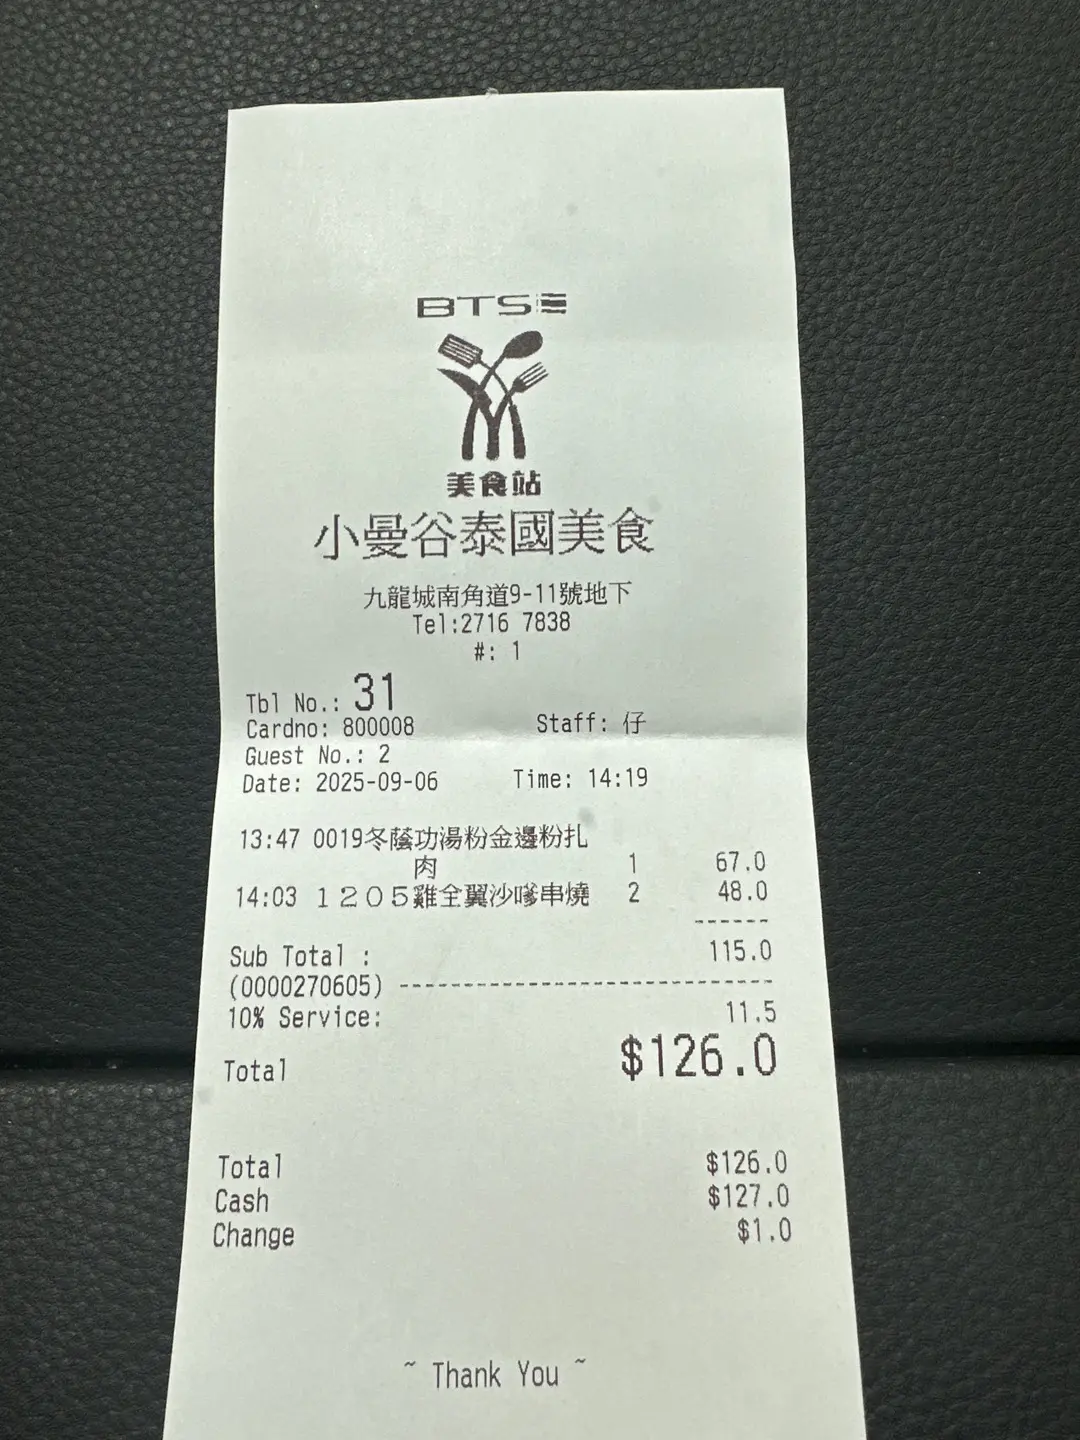 BTS
美食站
小曼谷泰國美食
九龍城南角道9-11號地下
Tel:2716 7838
#: 1
Tbl No.: 31
Cardno: 800008 Staff: 仔
Guest No.: 2
Date: 2025-09-06 Time: 14:19
13:47 0019冬蔭功湯粉金邊粉扎
肉 1 67.0
14:03 １２０５雞全翼沙嗲串燒 2 48.0
------
Sub Total : 115.0
(0000270605) -----------------------------
10% Service: 11.5
Total $126.0
Total $126.0
Cash $127.0
Change $1.0
~ Thank You ~